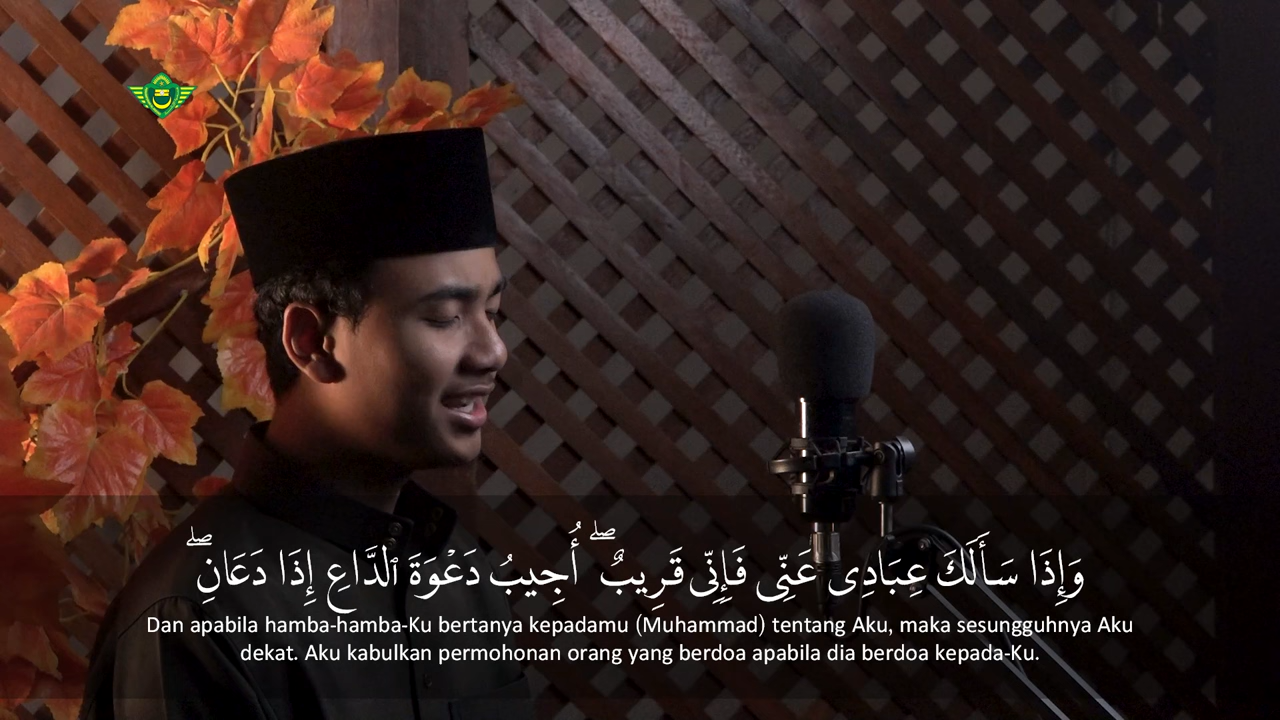 وَإِذَا سَأَلَكَ عِبَادِى عَنِّى فَإِنِّى قَرِيبٌ ۖ أُجِيبُ دَعْوَةَ ٱلدَّاعِ إِذَا دَعَانِ ۖ
Dan apabila hamba-hamba-Ku bertanya kepadamu (Muhammad) tentang Aku, maka sesungguhnya Aku
dekat. Aku kabulkan permohonan orang yang berdoa apabila dia berdoa kepada-Ku.